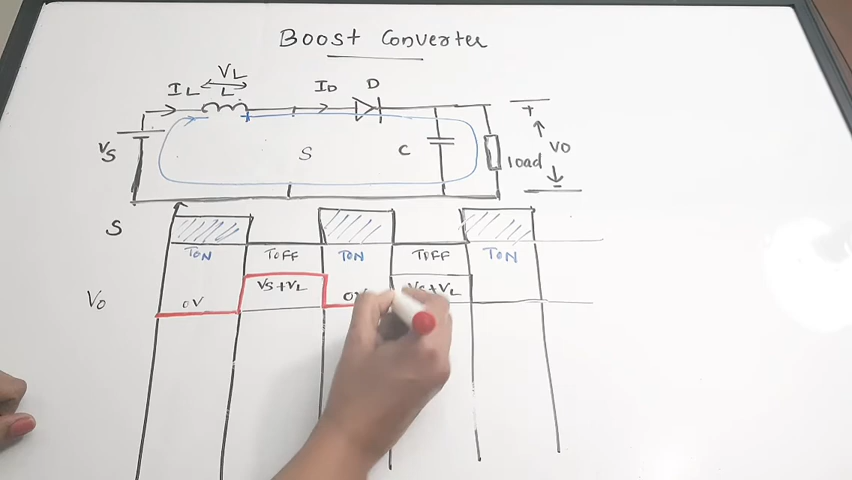 Boost Converter
VL
IL L ID D
VS S C load + VO -
S
TON TOFF TON TOFF TON
VO 0V VS+VL 0V VS+VL